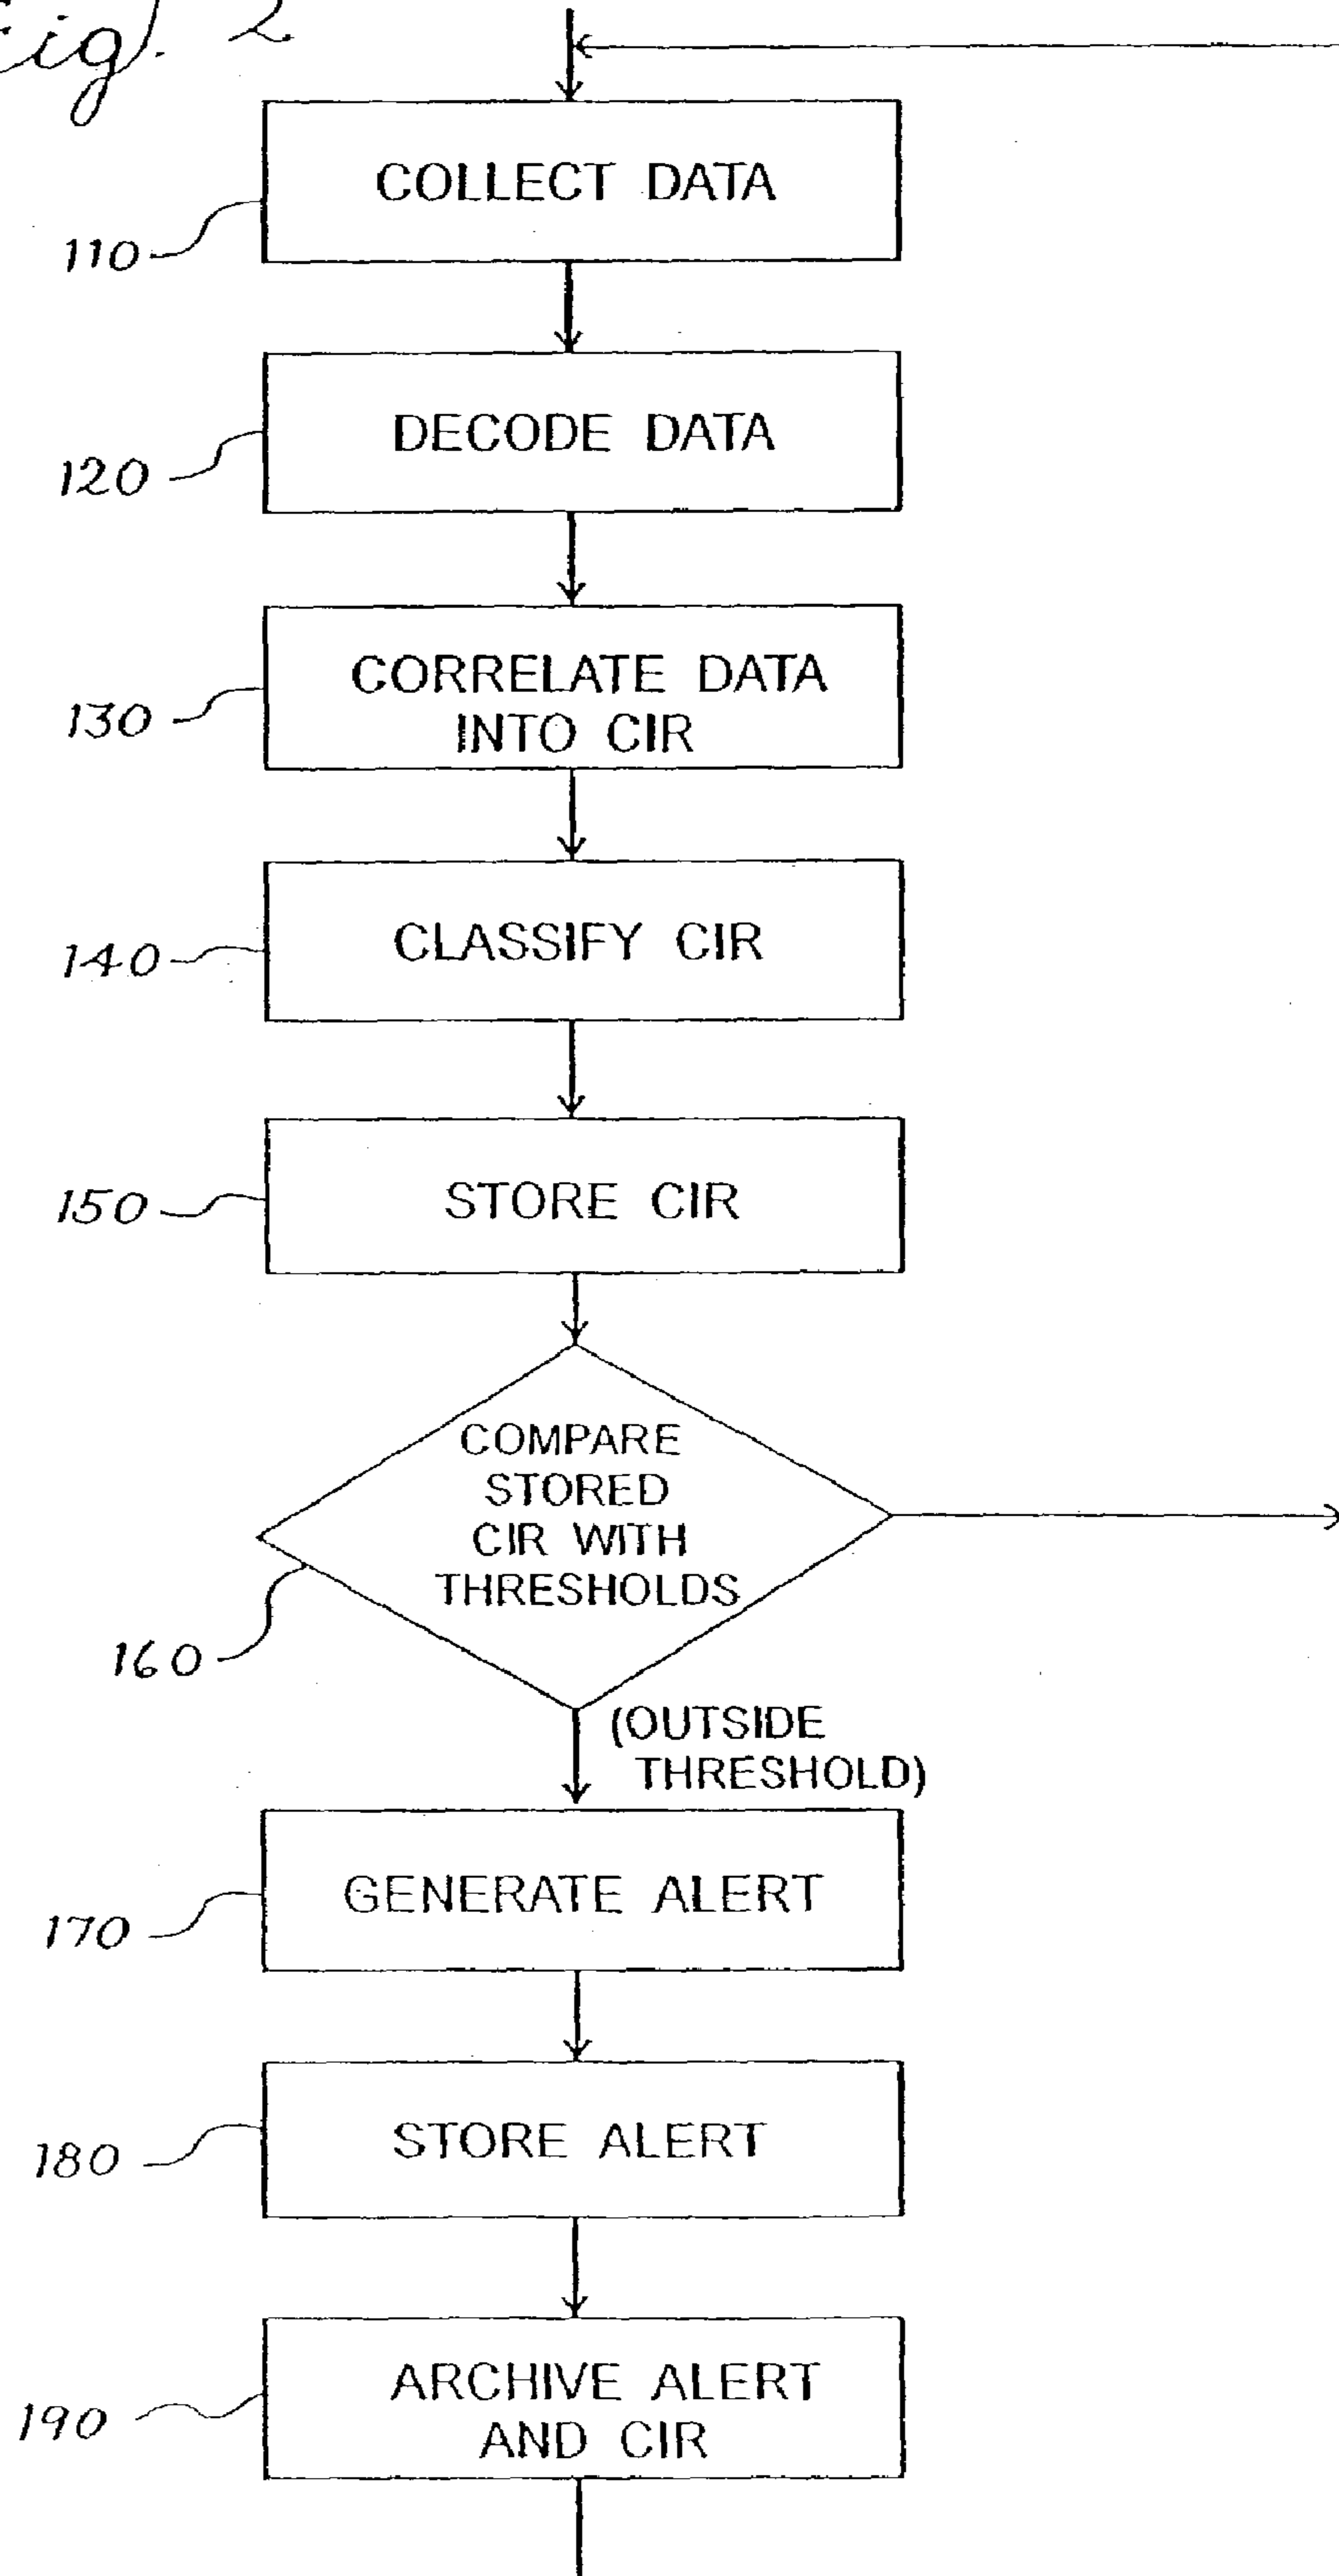 Fig. 2
COLLECT DATA
110
DECODE DATA
120
CORRELATE DATA
INTO CIR
130
CLASSIFY CIR
140
STORE CIR
150
COMPARE
STORED
CIR WITH
THRESHOLDS
160
(OUTSIDE
THRESHOLD)
GENERATE ALERT
170
STORE ALERT
180
ARCHIVE ALERT
AND CIR
190